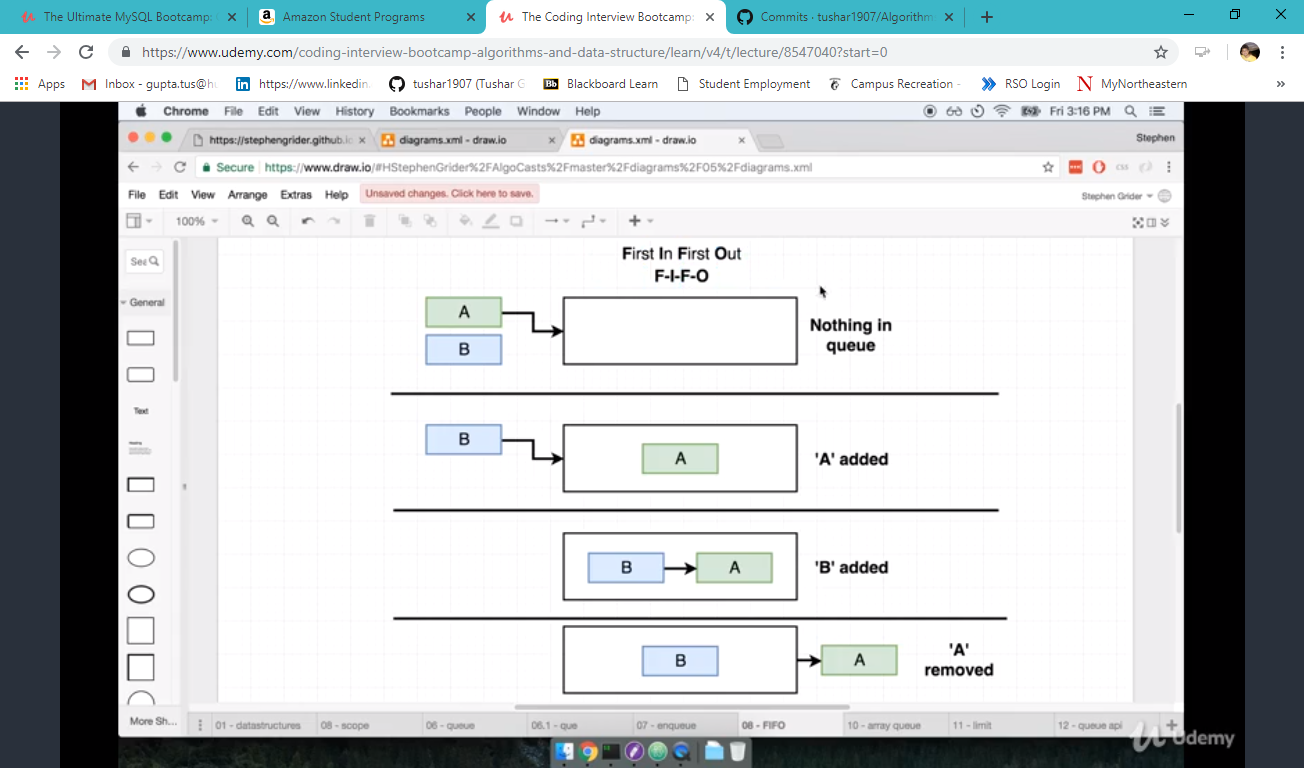 The Ultimate MySQL Bootcamp:
Amazon Student Programs
The Coding Interview Bootcamp:
Commits · tushar1907/Algorithm
https://www.udemy.com/coding-interview-bootcamp-algorithms-and-data-structure/learn/v4/t/lecture/8547040?start=0
Apps
Inbox - gupta.tus@hu
https://www.linkedin.
tushar1907 (Tushar G
Bb
Blackboard Learn
Student Employment
Campus Recreation -
RSO Login
MyNortheastern
Chrome File Edit View History Bookmarks People Window Help
Fri 3:16 PM
https://stephengrider.github.io
diagrams.xml - draw.io
diagrams.xml - draw.io
Stephen
Secure https://www.draw.io/#HStephenGrider%2FAlgoCasts%2Fmaster%2Fdiagrams%2F05%2Fdiagrams.xml
File Edit View Arrange Extras Help
Unsaved changes. Click here to save.
Stephen Grider
100%
General
Text
More Sh...
First In First Out
F-I-F-O
A
B
Nothing in
queue
B
A
'A' added
B
A
'B' added
B
A
'A'
removed
01 - datastructures
08 - scope
06 - queue
06.1 - que
07 - enqueue
08 - FIFO
10 - array queue
11 - limit
12 - queue api
Udemy